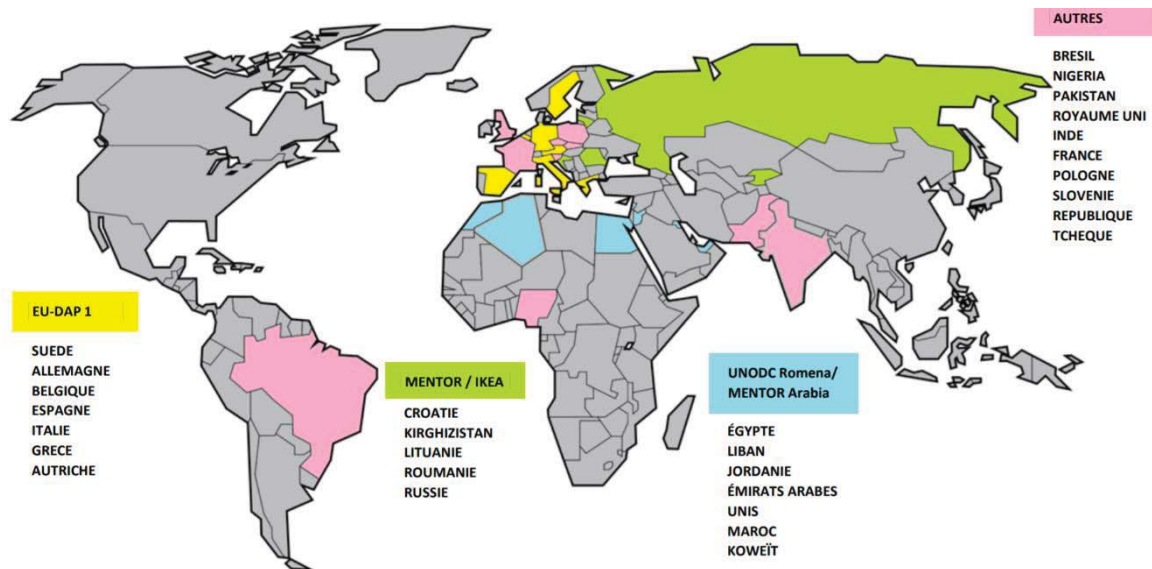 AUTRES
BRESIL
NIGERIA
PAKISTAN
ROYAUME UNI
INDE
FRANCE
POLOGNE
SLOVENIE
REPUBLIQUE
TCHEQUE
EU-DAP 1
SUEDE
ALLEMAGNE
BELGIQUE
ESPAGNE
ITALIE
GRECE
AUTRICHE
MENTOR / IKEA
CROATIE
KIRGHIZISTAN
LITUANIE
ROUMANIE
RUSSIE
UNODC Romena/
MENTOR Arabia
ÉGYPTE
LIBAN
JORDANIE
ÉMIRATS ARABES
UNIS
MAROC
KOWEÏT